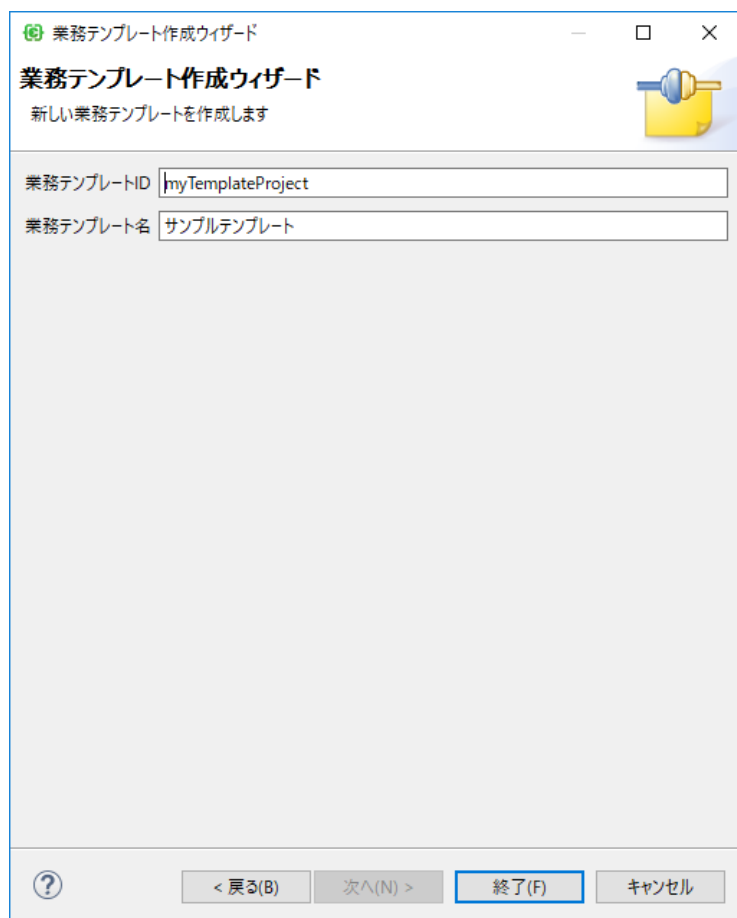 業務テンプレート作成ウィザード
業務テンプレート作成ウィザード
新しい業務テンプレートを作成します
業務テンプレートID myTemplateProject
業務テンプレート名 サンプルテンプレート
? < 戻る(B) 次へ(N) > 終了(F) キャンセル